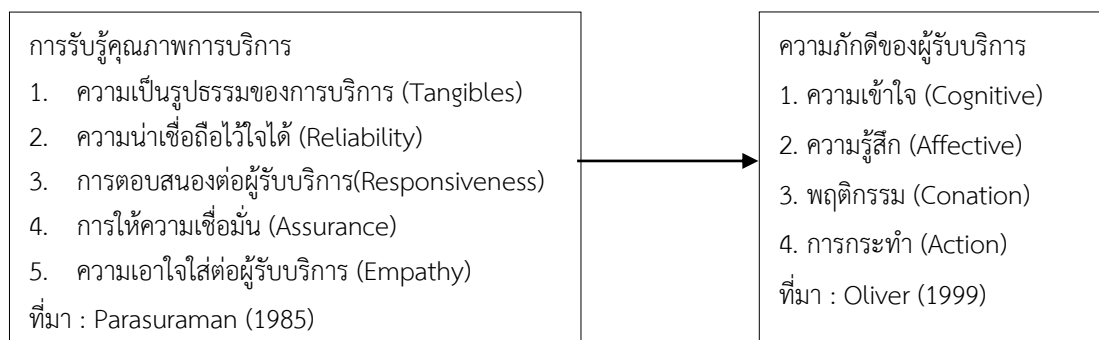 การรับรู้คุณภาพการบริการ
1. ความเป็นรูปธรรมของการบริการ (Tangibles)
2. ความน่าเชื่อถือไว้ใจได้ (Reliability)
3. การตอบสนองต่อผู้รับบริการ(Responsiveness)
4. การให้ความเชื่อมั่น (Assurance)
5. ความเอาใจใส่ต่อผู้รับบริการ (Empathy)
ที่มา : Parasuraman (1985)
ความภักดีของผู้รับบริการ
1. ความเข้าใจ (Cognitive)
2. ความรู้สึก (Affective)
3. พฤติกรรม (Conation)
4. การกระทำ (Action)
ที่มา : Oliver (1999)